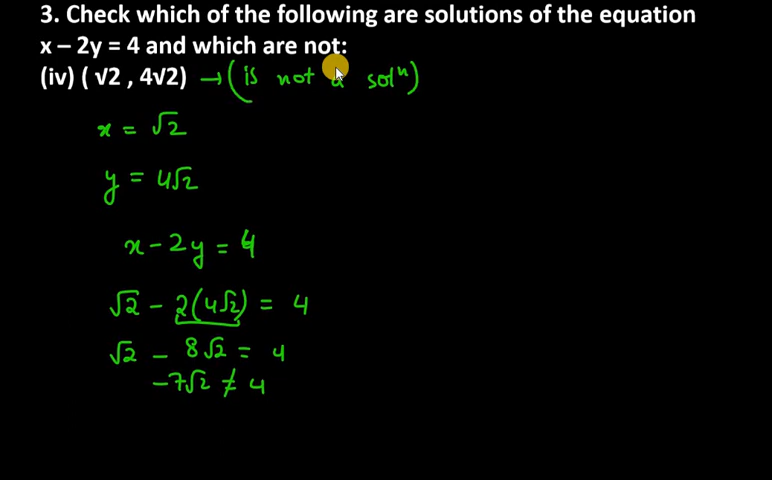 3. Check which of the following are solutions of the equation
x – 2y = 4 and which are not:
(iv) ( √2 , 4√2) → (is not a solⁿ)
x = √2
y = 4√2
x - 2y = 4
√2 - 2(4√2) = 4
√2 - 8√2 = 4
-7√2 ≠ 4